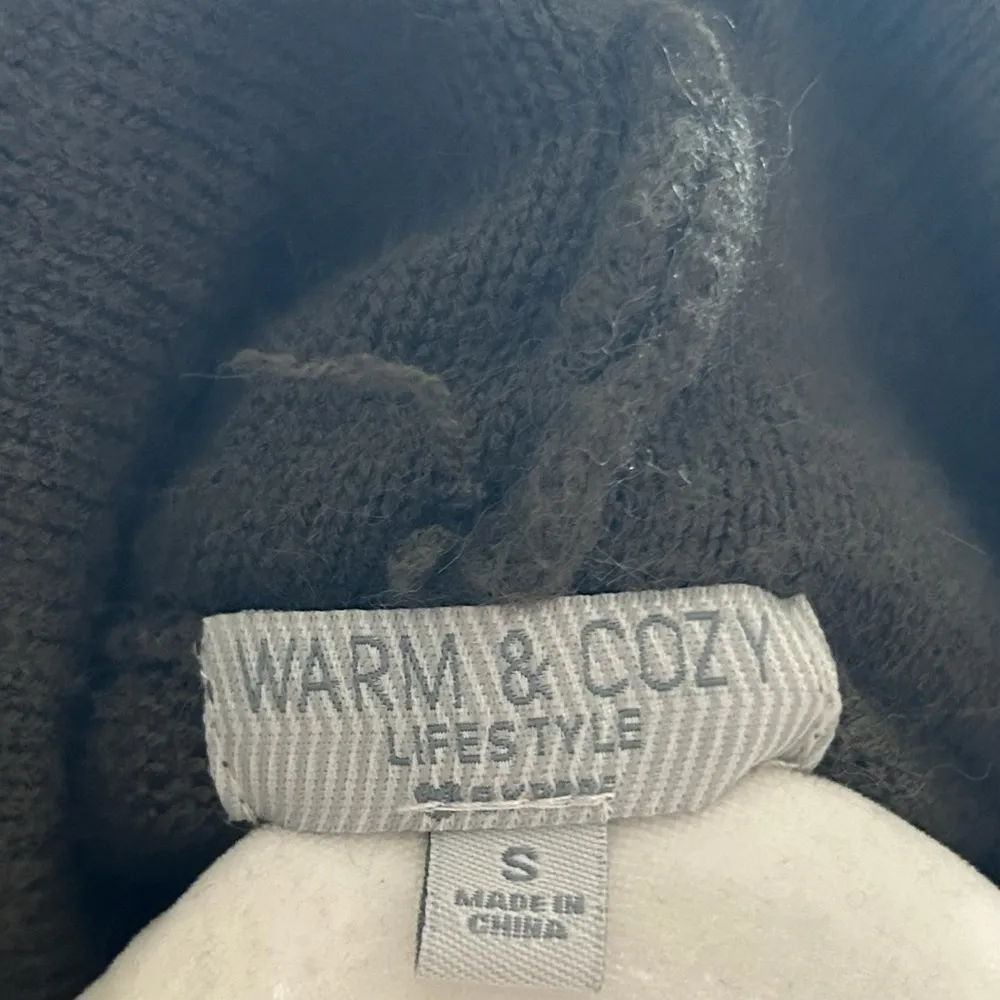 WARM & COZY
LIFESTYLE
S
MADE IN
CHINA